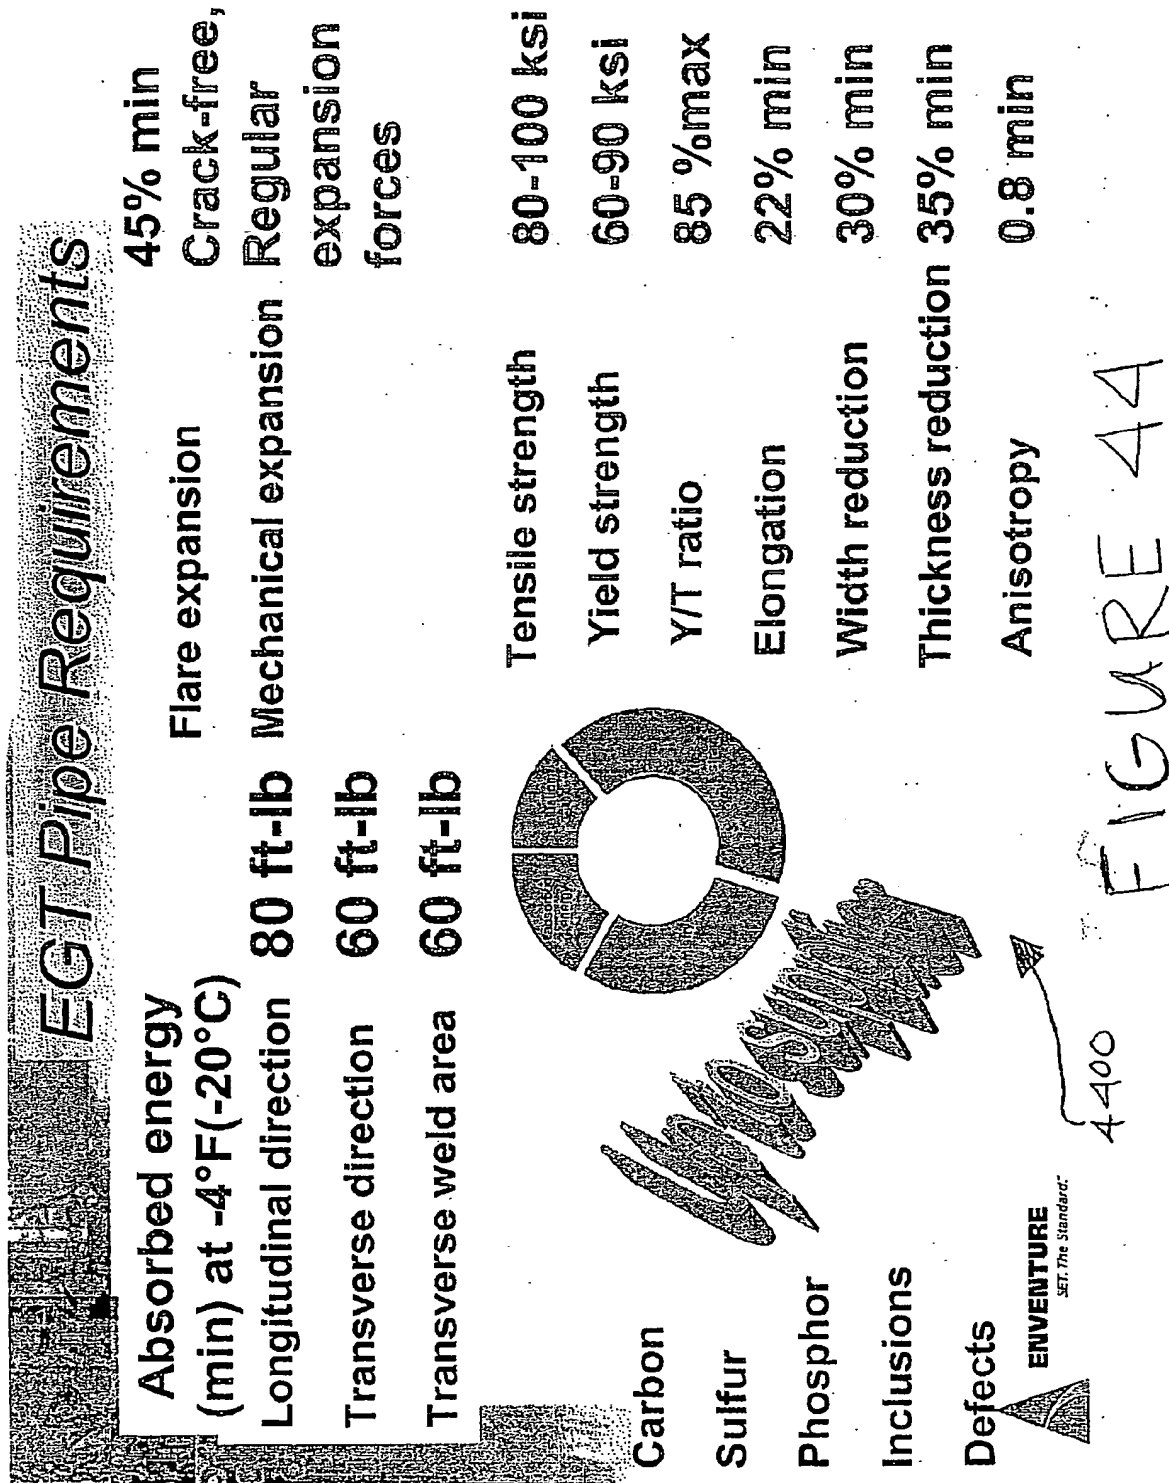 EGT Pipe Requirements
Absorbed energy
(min) at -4°F(-20°C)
Longitudinal direction 80 ft-lb
Transverse direction 60 ft-lb
Transverse weld area 60 ft-lb
Flare expansion 45% min
Mechanical expansion Crack-free,
Regular
expansion
forces
Tensile strength 80-100 ksi
Yield strength 60-90 ksi
Y/T ratio 85 %max
Elongation 22% min
Width reduction 30% min
Thickness reduction 35% min
Anisotropy 0.8 min
Carbon
Sulfur
Phosphor
Inclusions
Defects
ENVENTURE
SET. The Standard.™
4400
FIGURE 44